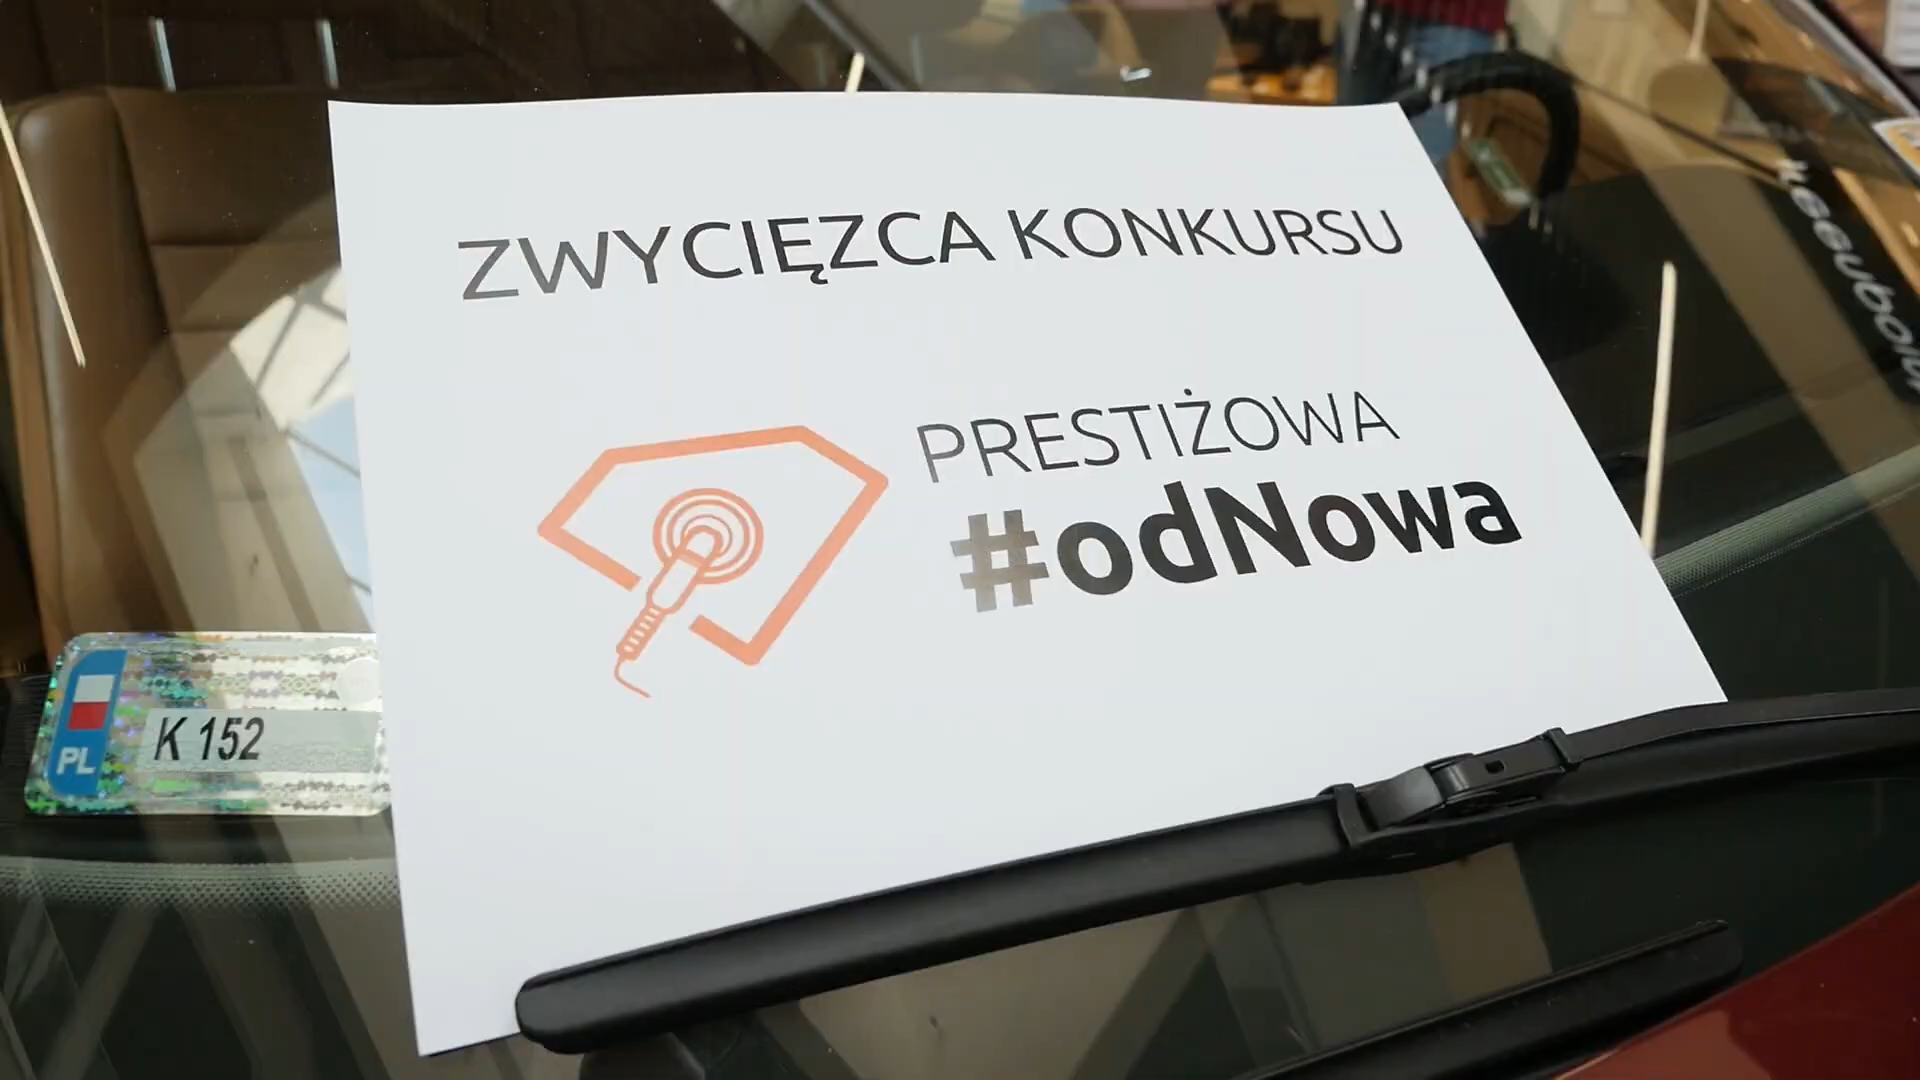 ZWYCIĘZCA KONKURSU
PRESTIŻOWA
#odNowa
PL
K 152